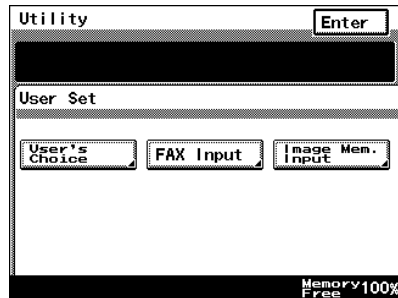 Utility
Enter
User Set
User's
Choice
FAX Input
Image Mem.
Input
Memory
Free 100%